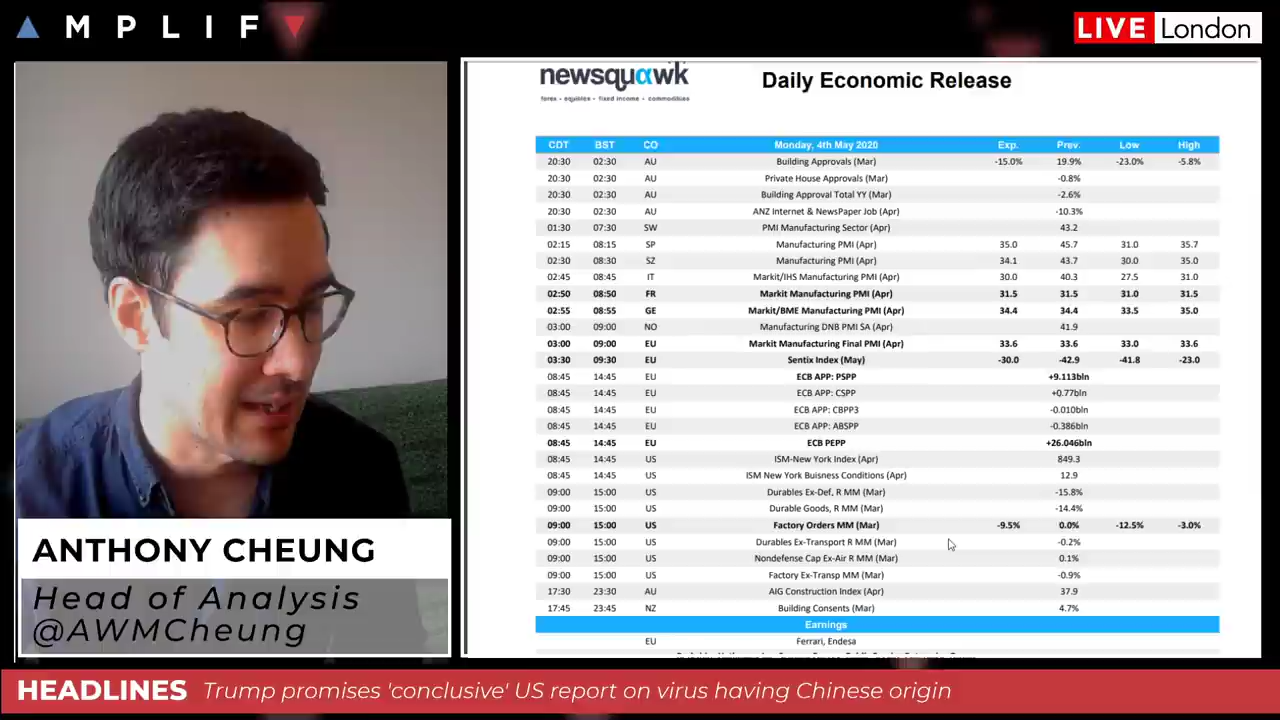 AMPLIFY
LIVE London
newsquawk
forex • equities • fixed income • commodities
Daily Economic Release
CDT BST CO Monday, 4th May 2020 Exp. Prev. Low High
20:30 02:30 AU Building Approvals (Mar) -15.0% 19.9% -23.0% -5.8%
20:30 02:30 AU Private House Approvals (Mar) -0.8%
20:30 02:30 AU Building Approval Total YY (Mar) -2.6%
20:30 02:30 AU ANZ Internet & NewsPaper Job (Apr) -10.3%
01:30 07:30 SW PMI Manufacturing Sector (Apr) 43.2
02:15 08:15 SP Manufacturing PMI (Apr) 35.0 45.7 31.0 35.7
02:30 08:30 SZ Manufacturing PMI (Apr) 34.1 43.7 30.0 35.0
02:45 08:45 IT Markit/IHS Manufacturing PMI (Apr) 30.0 40.3 27.5 31.0
02:50 08:50 FR Markit Manufacturing PMI (Apr) 31.5 31.5 31.0 31.5
02:55 08:55 GE Markit/BME Manufacturing PMI (Apr) 34.4 34.4 33.5 35.0
03:00 09:00 NO Manufacturing DNB PMI SA (Apr) 41.9
03:00 09:00 EU Markit Manufacturing Final PMI (Apr) 33.6 33.6 33.0 33.6
03:30 09:30 EU Sentix Index (May) -30.0 -42.9 -41.8 -23.0
08:45 14:45 EU ECB APP: PSPP +9.113bln
08:45 14:45 EU ECB APP: CSPP +0.77bln
08:45 14:45 EU ECB APP: CBPP3 -0.010bln
08:45 14:45 EU ECB APP: ABSPP -0.386bln
08:45 14:45 EU ECB PEPP +26.046bln
08:45 14:45 US ISM-New York Index (Apr) 849.3
08:45 14:45 US ISM New York Buisness Conditions (Apr) 12.9
09:00 15:00 US Durables Ex-Def, R MM (Mar) -15.8%
09:00 15:00 US Durable Goods, R MM (Mar) -14.4%
09:00 15:00 US Factory Orders MM (Mar) -9.5% 0.0% -12.5% -3.0%
09:00 15:00 US Durables Ex-Transport R MM (Mar) -0.2%
09:00 15:00 US Nondefense Cap Ex-Air R MM (Mar) 0.1%
09:00 15:00 US Factory Ex-Transp MM (Mar) -0.9%
17:30 23:30 AU AIG Construction Index (Apr) 37.9
17:45 23:45 NZ Building Consents (Mar) 4.7%
Earnings
EU Ferrari, Endesa
ANTHONY CHEUNG
Head of Analysis
@AWMCheung
HEADLINES Trump promises 'conclusive' US report on virus having Chinese origin